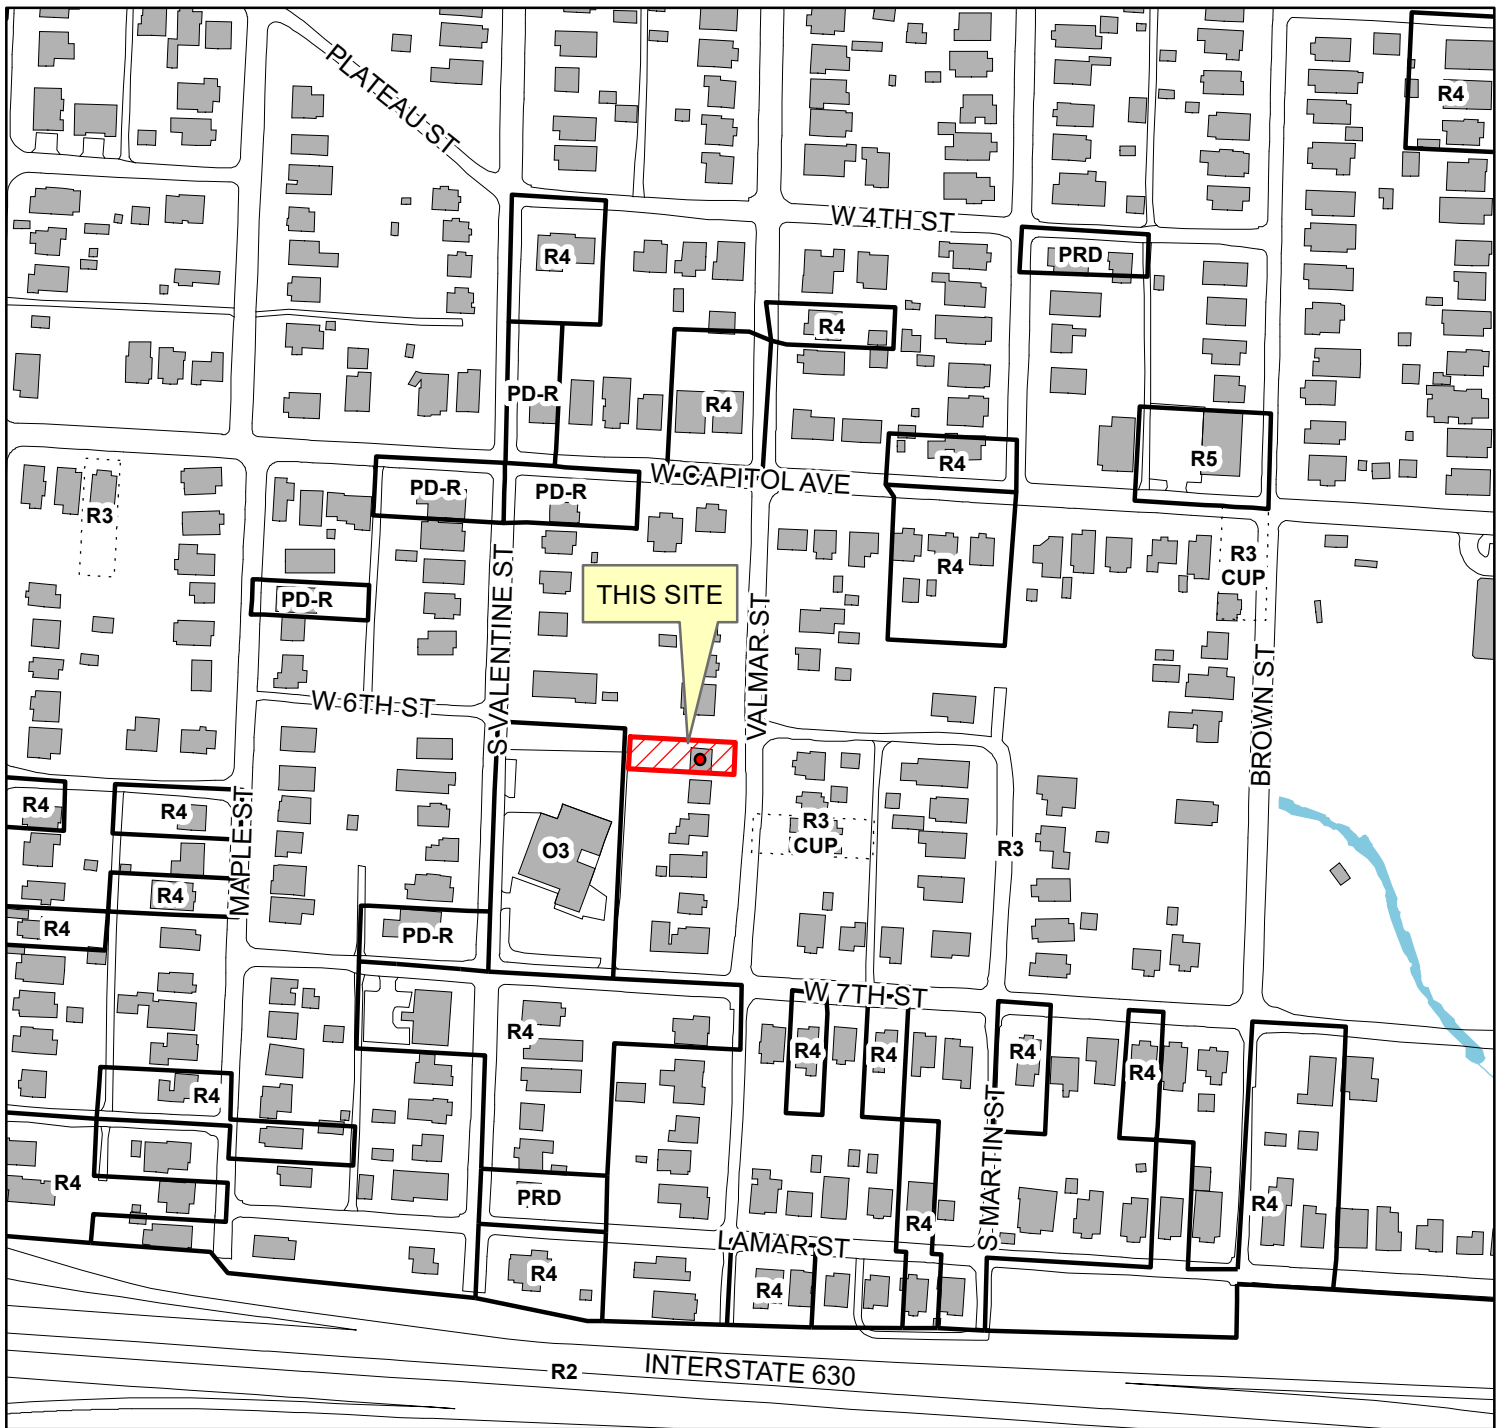 PLATEAU ST
R4
W 4TH ST
R4
PRD
R4
PD-R
R4
R4
R5
W CAPITOL AVE
PD-R
PD-R
R3
R4
R3
CUP
THIS SITE
PD-R
S VALENTINE ST
VALMAR ST
W 6TH ST
BROWN ST
R4
R4
MAPLE ST
O3
R3
CUP
R3
R4
R4
PD-R
W 7TH ST
R4
R4
R4
R4
R4
R4
S MARTIN ST
R4
PRD
R4
R4
LAMAR ST
R4
R4
R2
INTERSTATE 630